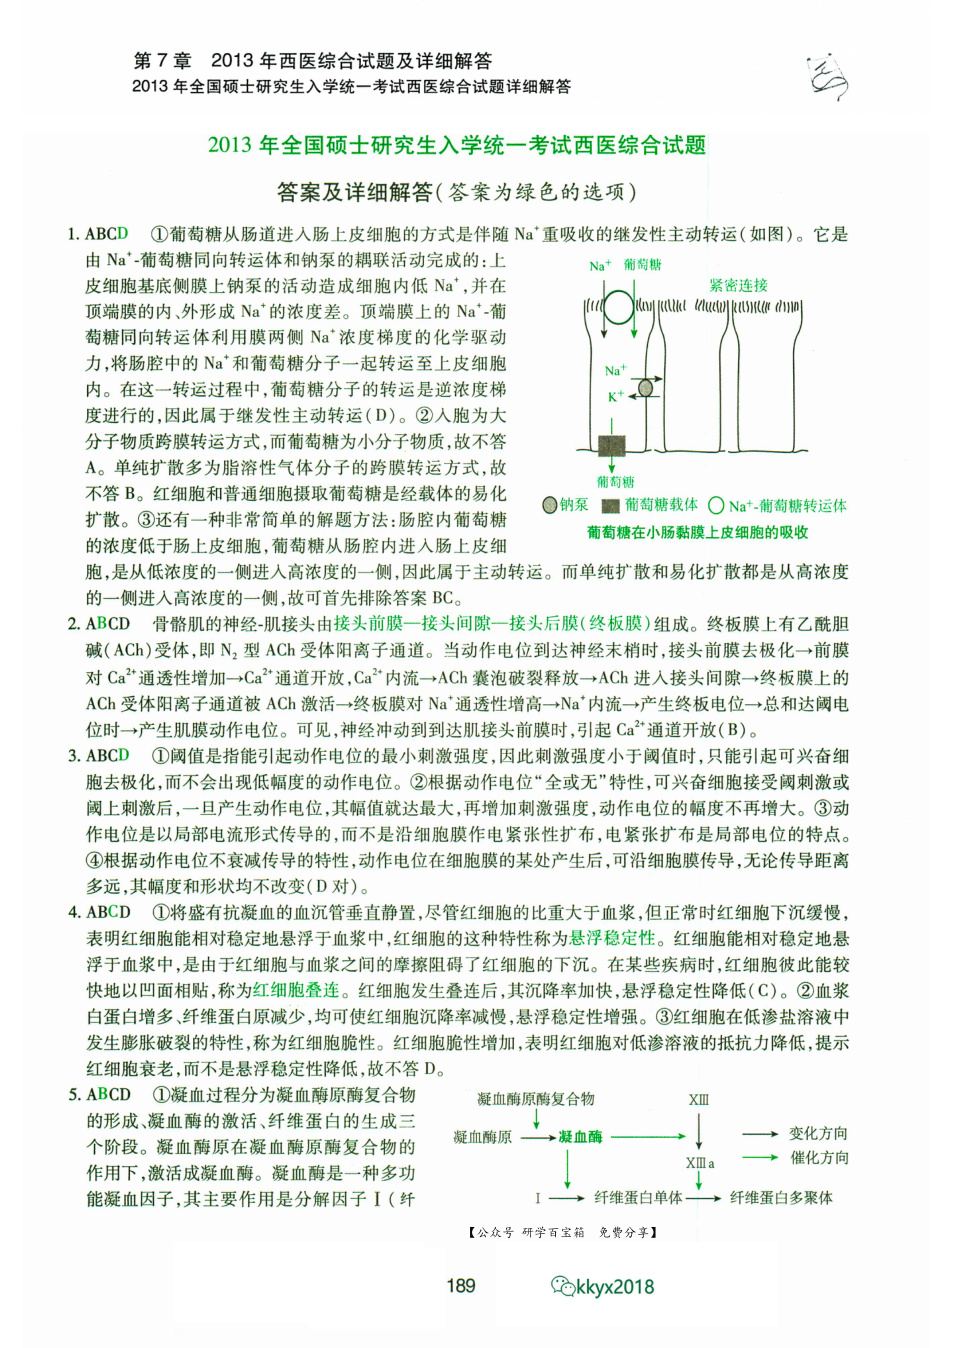 第 7 章 2013 年西医综合试题及详细解答
2013 年全国硕士研究生入学统一考试西医综合试题详细解答
2013 年全国硕士研究生入学统一考试西医综合试题
答案及详细解答(答案为绿色的选项)
1. ABCD ①葡萄糖从肠道进入肠上皮细胞的方式是伴随 Na⁺重吸收的继发性主动转运(如图)。它是
由 Na⁺-葡萄糖同向转运体和钠泵的耦联活动完成的:上
皮细胞基底侧膜上钠泵的活动造成细胞内低 Na⁺,并在
顶端膜的内、外形成 Na⁺的浓度差。顶端膜上的 Na⁺-葡
萄糖同向转运体利用膜两侧 Na⁺浓度梯度的化学驱动
力,将肠腔中的 Na⁺和葡萄糖分子一起转运至上皮细胞
内。在这一转运过程中,葡萄糖分子的转运是逆浓度梯
度进行的,因此属于继发性主动转运(D)。②入胞为大
分子物质跨膜转运方式,而葡萄糖为小分子物质,故不答
A。单纯扩散多为脂溶性气体分子的跨膜转运方式,故
不答 B。红细胞和普通细胞摄取葡萄糖是经载体的易化
扩散。③还有一种非常简单的解题方法:肠腔内葡萄糖
的浓度低于肠上皮细胞,葡萄糖从肠腔内进入肠上皮细
Na⁺ 葡萄糖
紧密连接
Na⁺
K⁺
葡萄糖
钠泵 葡萄糖载体 Na⁺-葡萄糖转运体
葡萄糖在小肠黏膜上皮细胞的吸收
胞,是从低浓度的一侧进入高浓度的一侧,因此属于主动转运。而单纯扩散和易化扩散都是从高浓度
的一侧进入高浓度的一侧,故可首先排除答案 BC。
2. ABCD 骨骼肌的神经-肌接头由接头前膜—接头间隙—接头后膜(终板膜)组成。终板膜上有乙酰胆
碱(ACh)受体,即 N₂ 型 ACh 受体阳离子通道。当动作电位到达神经末梢时,接头前膜去极化→前膜
对 Ca²⁺通透性增加→Ca²⁺通道开放,Ca²⁺内流→ACh 囊泡破裂释放→ACh 进入接头间隙→终板膜上的
ACh 受体阳离子通道被 ACh 激活→终板膜对 Na⁺通透性增高→Na⁺内流→产生终板电位→总和达阈电
位时→产生肌膜动作电位。可见,神经冲动到到达肌接头前膜时,引起 Ca²⁺通道开放(B)。
3. ABCD ①阈值是指能引起动作电位的最小刺激强度,因此刺激强度小于阈值时,只能引起可兴奋细
胞去极化,而不会出现低幅度的动作电位。②根据动作电位“全或无”特性,可兴奋细胞接受阈刺激或
阈上刺激后,一旦产生动作电位,其幅值就达最大,再增加刺激强度,动作电位的幅度不再增大。③动
作电位是以局部电流形式传导的,而不是沿细胞膜作电紧张性扩布,电紧张扩布是局部电位的特点。
④根据动作电位不衰减传导的特性,动作电位在细胞膜的某处产生后,可沿细胞膜传导,无论传导距离
多远,其幅度和形状均不改变(D 对)。
4. ABCD ①将盛有抗凝血的血沉管垂直静置,尽管红细胞的比重大于血浆,但正常时红细胞下沉缓慢,
表明红细胞能相对稳定地悬浮于血浆中,红细胞的这种特性称为悬浮稳定性。红细胞能相对稳定地悬
浮于血浆中,是由于红细胞与血浆之间的摩擦阻碍了红细胞的下沉。在某些疾病时,红细胞彼此能较
快地以凹面相贴,称为红细胞叠连。红细胞发生叠连后,其沉降率加快,悬浮稳定性降低(C)。②血浆
白蛋白增多、纤维蛋白原减少,均可使红细胞沉降率减慢,悬浮稳定性增强。③红细胞在低渗盐溶液中
发生膨胀破裂的特性,称为红细胞脆性。红细胞脆性增加,表明红细胞对低渗溶液的抵抗力降低,提示
红细胞衰老,而不是悬浮稳定性降低,故不答 D。
5. ABCD ①凝血过程分为凝血酶原酶复合物
的形成、凝血酶的激活、纤维蛋白的生成三
个阶段。凝血酶原在凝血酶原酶复合物的
作用下,激活成凝血酶。凝血酶是一种多功
能凝血因子,其主要作用是分解因子 Ⅰ(纤
凝血酶原酶复合物 XⅢ
凝血酶原 → 凝血酶 → 变化方向
XⅢa → 催化方向
Ⅰ → 纤维蛋白单体 → 纤维蛋白多聚体
【公众号 研学百宝箱 免费分享】
189 kkyx2018